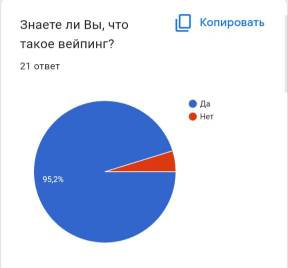 Знаете ли Вы, что
такое вейпинг?
Копировать
21 ответ
Да
Нет
95,2%